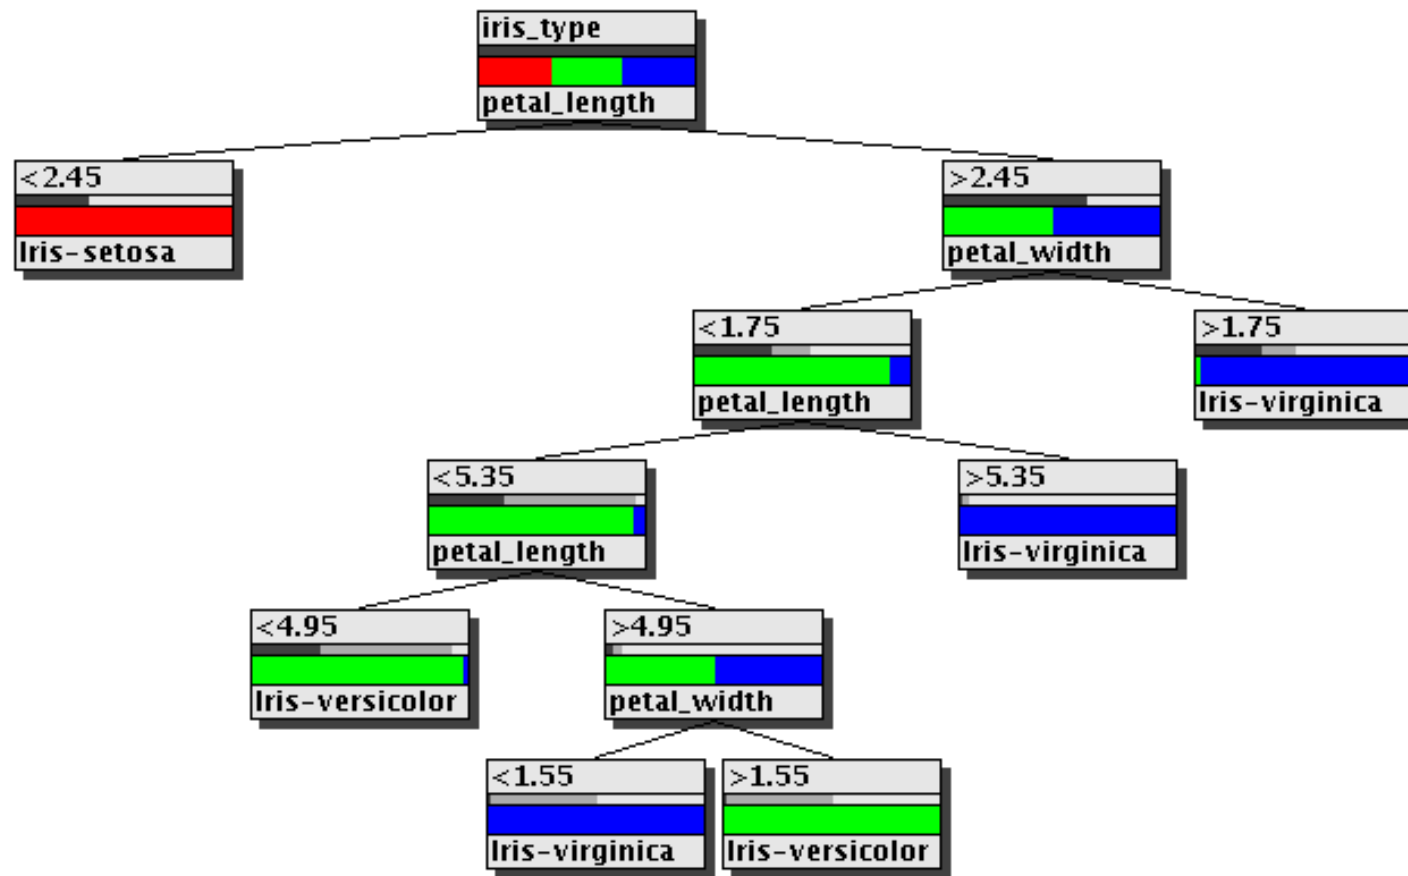 iris_type
petal_length
<2.45
Iris-setosa
>2.45
petal_width
<1.75
petal_length
>1.75
Iris-virginica
<5.35
petal_length
>5.35
Iris-virginica
<4.95
Iris-versicolor
>4.95
petal_width
<1.55
Iris-virginica
>1.55
Iris-versicolor